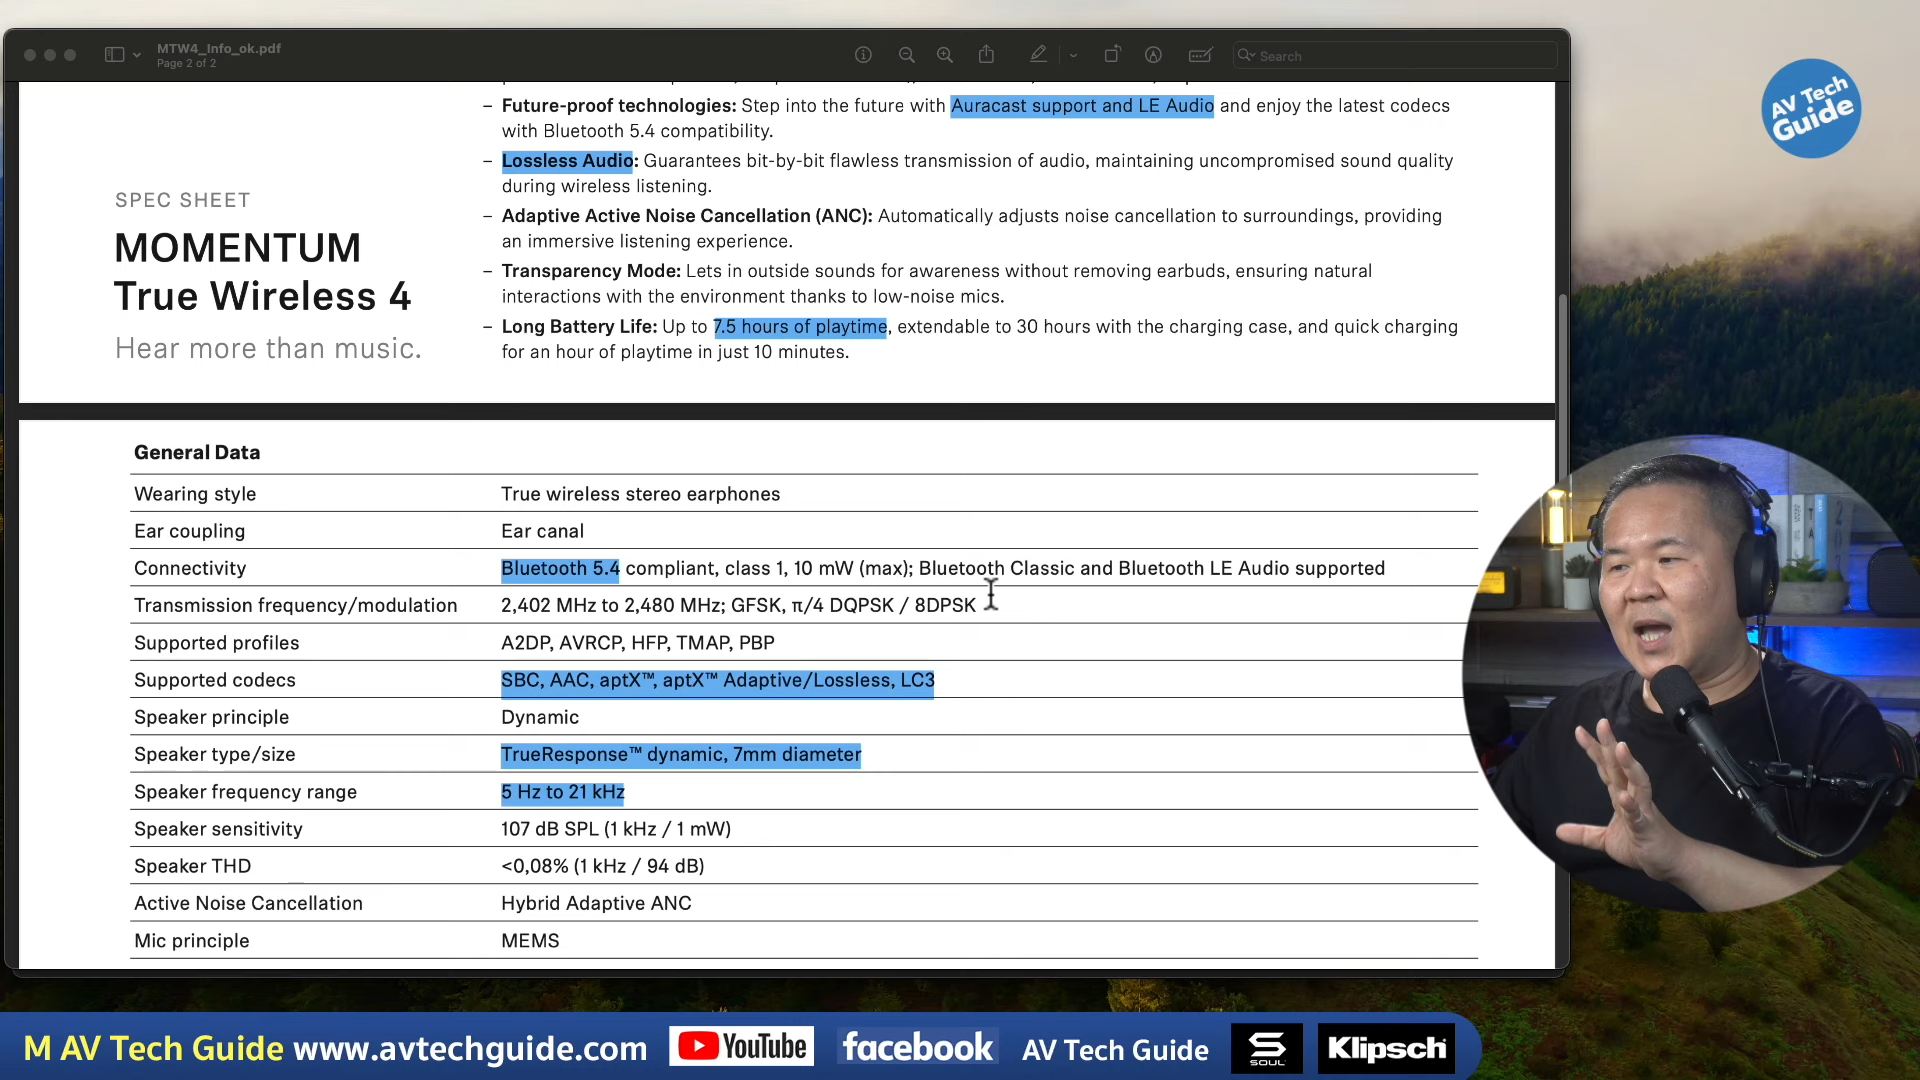 MTW4_Info_ok.pdf
Page 2 of 2
Search
– Future-proof technologies: Step into the future with Auracast support and LE Audio and enjoy the latest codecs
with Bluetooth 5.4 compatibility.
– Lossless Audio: Guarantees bit-by-bit flawless transmission of audio, maintaining uncompromised sound quality
during wireless listening.
– Adaptive Active Noise Cancellation (ANC): Automatically adjusts noise cancellation to surroundings, providing
an immersive listening experience.
– Transparency Mode: Lets in outside sounds for awareness without removing earbuds, ensuring natural
interactions with the environment thanks to low-noise mics.
– Long Battery Life: Up to 7.5 hours of playtime, extendable to 30 hours with the charging case, and quick charging
for an hour of playtime in just 10 minutes.
SPEC SHEET
MOMENTUM
True Wireless 4
Hear more than music.
General Data
Wearing style True wireless stereo earphones
Ear coupling Ear canal
Connectivity Bluetooth 5.4 compliant, class 1, 10 mW (max); Bluetooth Classic and Bluetooth LE Audio supported
Transmission frequency/modulation 2,402 MHz to 2,480 MHz; GFSK, π/4 DQPSK / 8DPSK
Supported profiles A2DP, AVRCP, HFP, TMAP, PBP
Supported codecs SBC, AAC, aptX™, aptX™ Adaptive/Lossless, LC3
Speaker principle Dynamic
Speaker type/size TrueResponse™ dynamic, 7mm diameter
Speaker frequency range 5 Hz to 21 kHz
Speaker sensitivity 107 dB SPL (1 kHz / 1 mW)
Speaker THD <0,08% (1 kHz / 94 dB)
Active Noise Cancellation Hybrid Adaptive ANC
Mic principle MEMS
AV Tech
Guide
M AV Tech Guide www.avtechguide.com YouTube facebook AV Tech Guide SOUL Klipsch